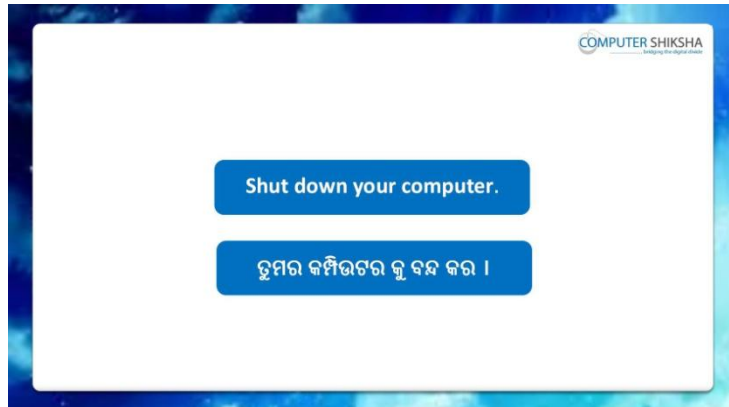 COMPUTER SHIKSHA
bridging the digital divide
Shut down your computer.
ତୁମର କମ୍ପିଉଟର କୁ ବନ୍ଦ କର ।